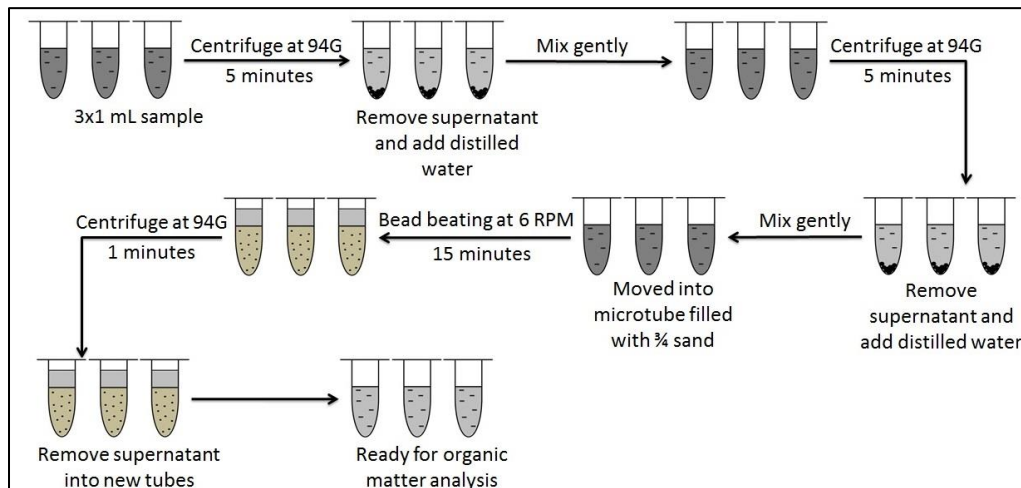 Centrifuge at 94G
5 minutes
Mix gently
Centrifuge at 94G
5 minutes
3x1 mL sample
Remove supernatant
and add distilled
water
Centrifuge at 94G
1 minutes
Bead beating at 6 RPM
15 minutes
Mix gently
Moved into
microtube filled
with ¾ sand
Remove
supernatant and
add distilled water
Remove supernatant
into new tubes
Ready for organic
matter analysis